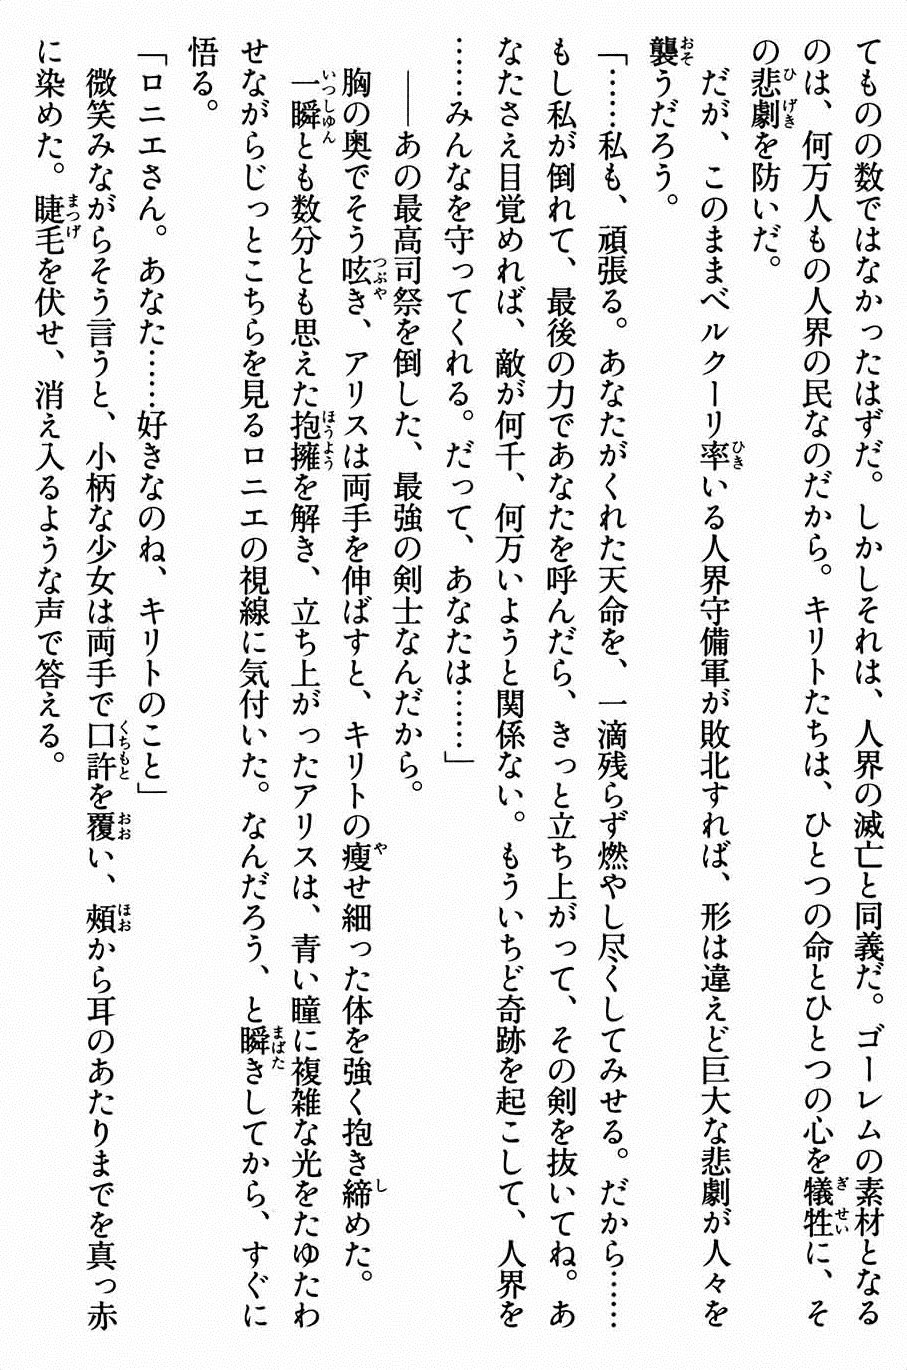 てものの数ではなかったはずだ。しかしそれは、人界の滅亡と同義だ。ゴーレムの素材となる
のは、何万人もの人界の民なのだから。キリトたちは、ひとつの命とひとつの心を犠牲に、そ
の悲劇を防いだ。
だが、このままベルクーリ率いる人界守備軍が敗北すれば、形は違えど巨大な悲劇が人々を
襲うだろう。
「……私も、頑張る。あなたがくれた天命を、一滴残らず燃やし尽くしてみせる。だから……
もし私が倒れて、最後の力であなたを呼んだら、きっと立ち上がって、その剣を抜いてね。あ
なたさえ目覚めれば、敵が何千、何万いようと関係ない。もういちど奇跡を起こして、人界を
……みんなを守ってくれる。だって、あなたは……」
――あの最高司祭を倒した、最強の剣士なんだから。
胸の奥でそう呟き、アリスは両手を伸ばすと、キリトの痩せ細った体を強く抱き締めた。
一瞬とも数分とも思えた抱擁を解き、立ち上がったアリスは、青い瞳に複雑な光をたゆたわ
せながらじっとこちらを見るロニエの視線に気付いた。なんだろう、と瞬きしてから、すぐに
悟る。
「ロニエさん。あなた……好きなのね、キリトのこと」
微笑みながらそう言うと、小柄な少女は両手で口許を覆い、頰から耳のあたりまでを真っ赤
に染めた。睫毛を伏せ、消え入るような声で答える。